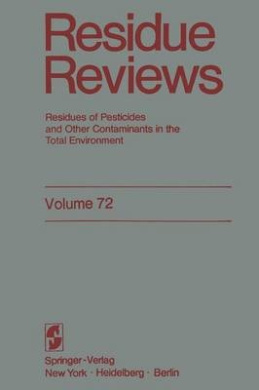 Residue
Reviews
Residues of Pesticides
and Other Contaminants in the
Total Environment
Volume 72
Springer-Verlag
New York · Heidelberg · Berlin